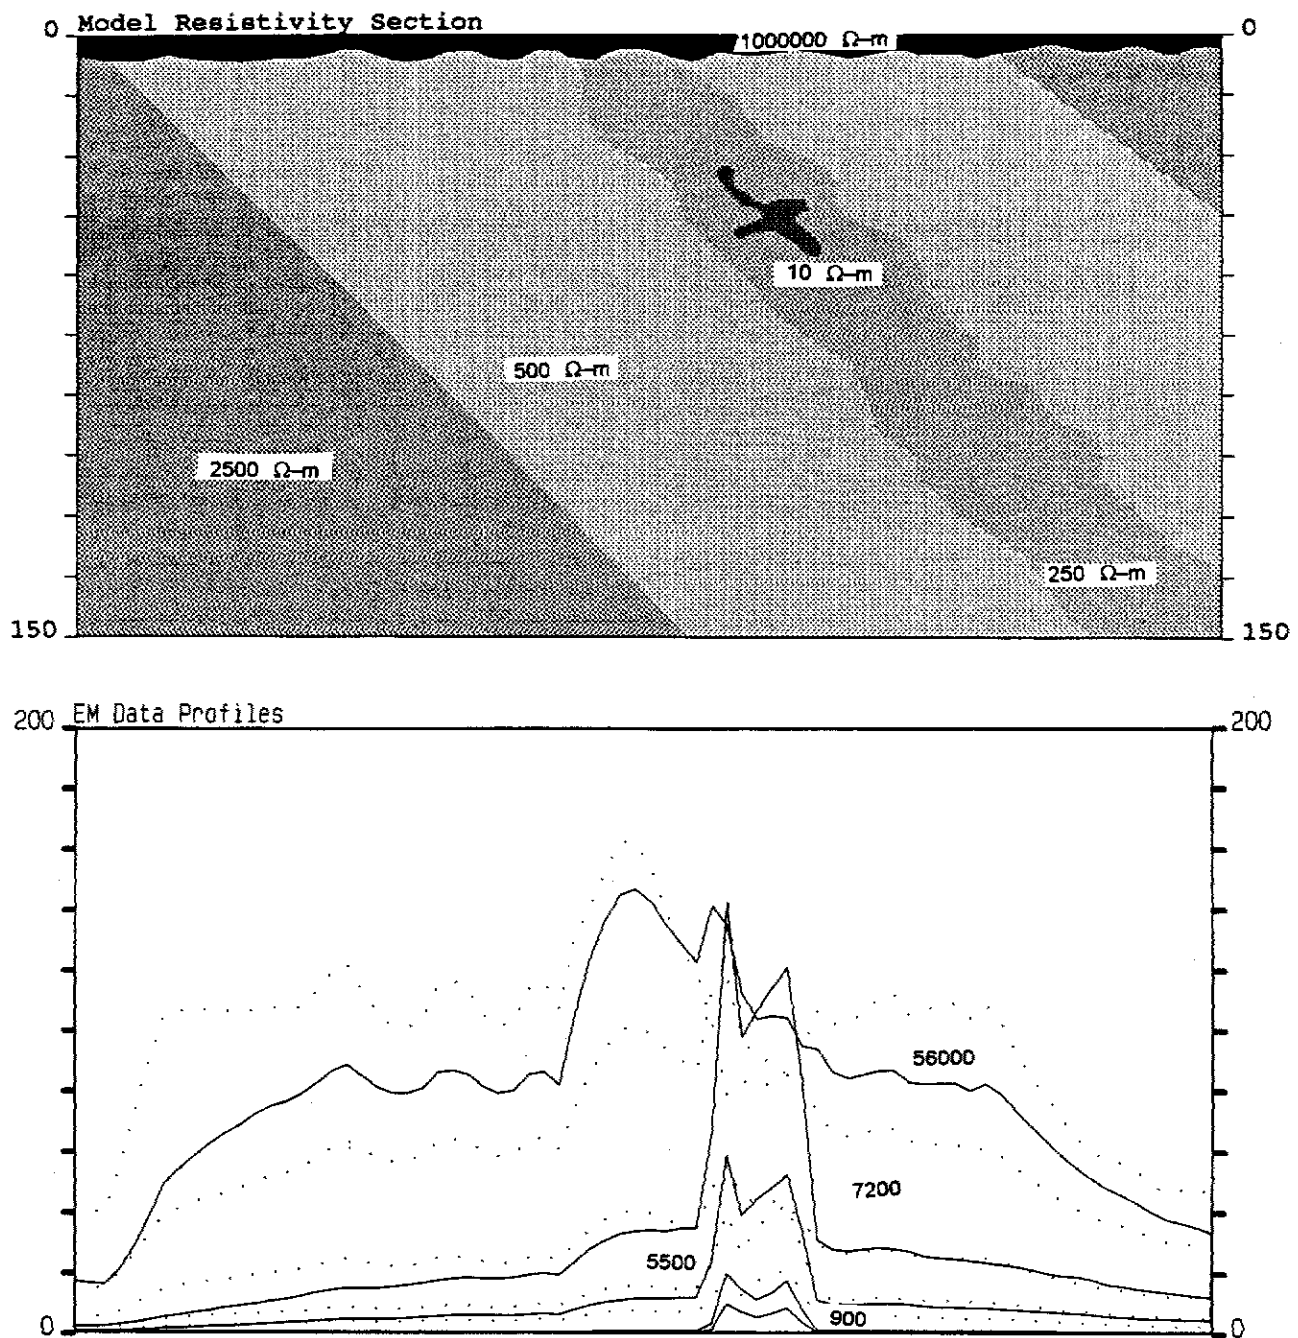 Model Resistivity Section
0
0
1000000 Ω-m
10 Ω-m
500 Ω-m
2500 Ω-m
250 Ω-m
150
150
EM Data Profiles
200
200
56000
7200
5500
900
0
0